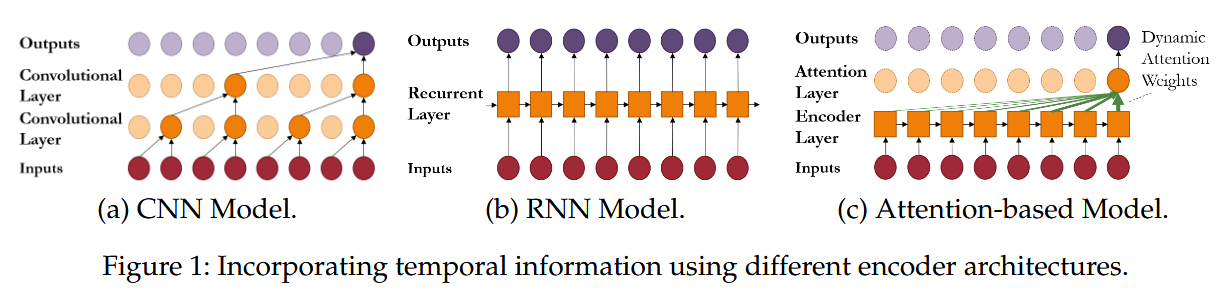 Outputs
Convolutional
Layer
Convolutional
Layer
Inputs
(a) CNN Model.
Outputs
Recurrent
Layer
Inputs
(b) RNN Model.
Outputs
Attention
Layer
Encoder
Layer
Inputs
Dynamic
Attention
Weights
(c) Attention-based Model.
Figure 1: Incorporating temporal information using different encoder architectures.